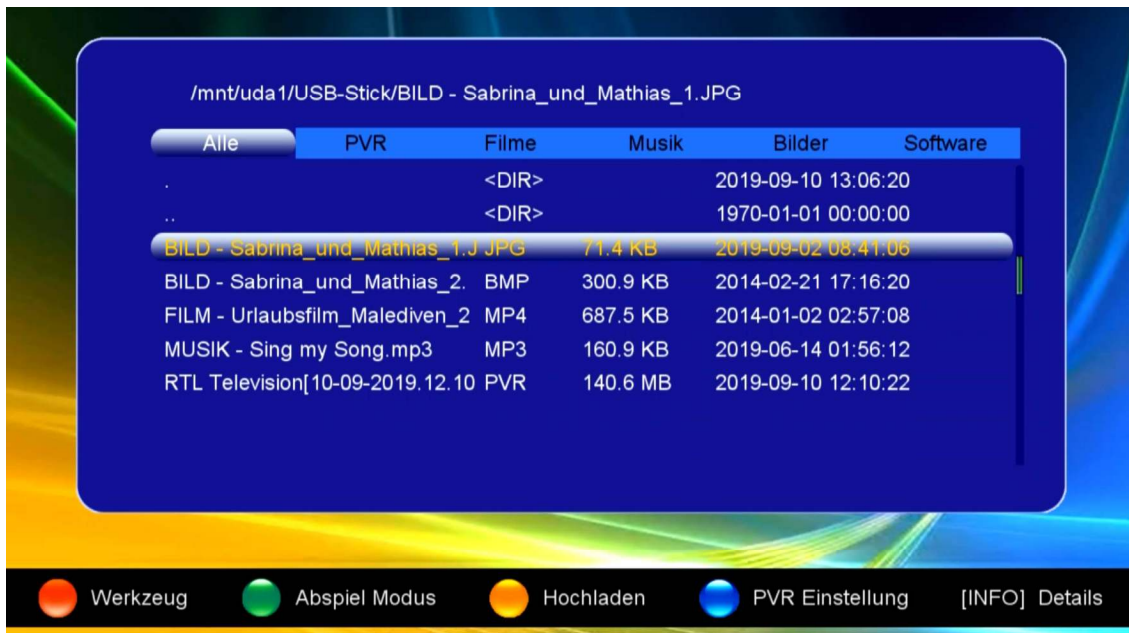 /mnt/uda1/USB-Stick/BILD - Sabrina_und_Mathias_1.JPG
Alle PVR Filme Musik Bilder Software
. <DIR> 2019-09-10 13:06:20
.. <DIR> 1970-01-01 00:00:00
BILD - Sabrina_und_Mathias_1.J JPG 71.4 KB 2019-09-02 08:41:06
BILD - Sabrina_und_Mathias_2. BMP 300.9 KB 2014-02-21 17:16:20
FILM - Urlaubsfilm_Malediven_2 MP4 687.5 KB 2014-01-02 02:57:08
MUSIK - Sing my Song.mp3 MP3 160.9 KB 2019-06-14 01:56:12
RTL Television[10-09-2019.12.10 PVR 140.6 MB 2019-09-10 12:10:22
Werkzeug Abspiel Modus Hochladen PVR Einstellung [INFO] Details